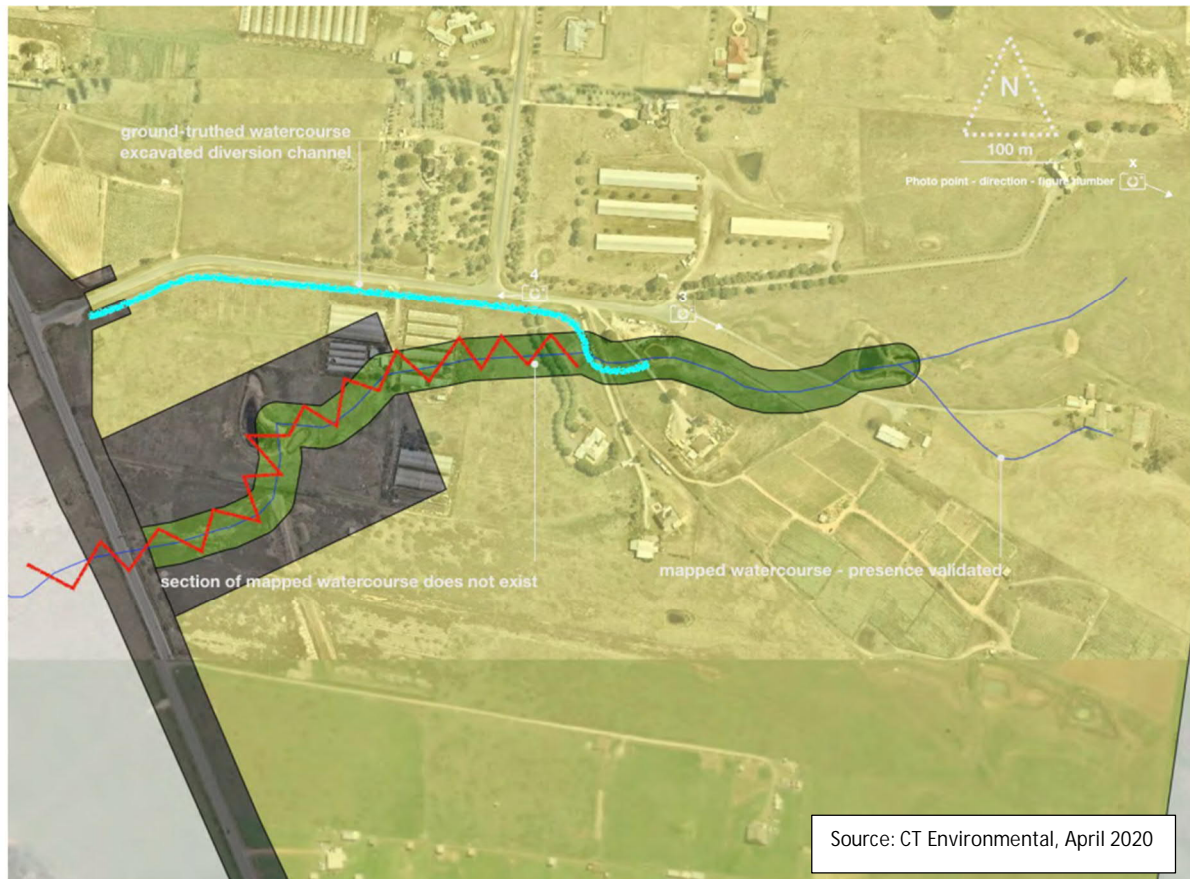 N
100 m
x
Photo point - direction - figure number
ground-truthed watercourse
excavated diversion channel
4
3
section of mapped watercourse does not exist
mapped watercourse - presence validated
Source: CT Environmental, April 2020